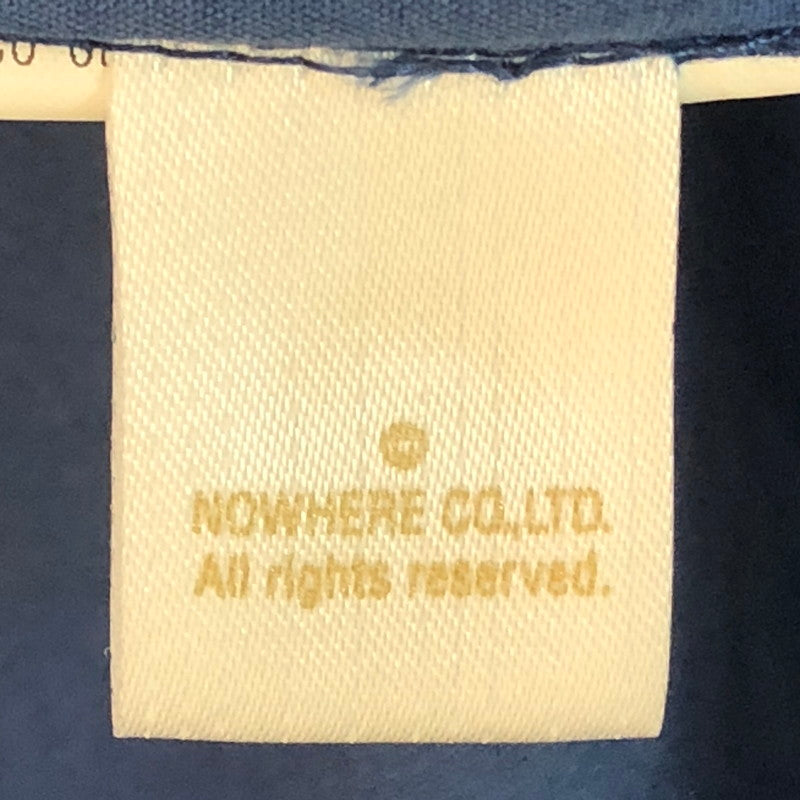 ©
NOWHERE CO.,LTD.
All rights reserved.